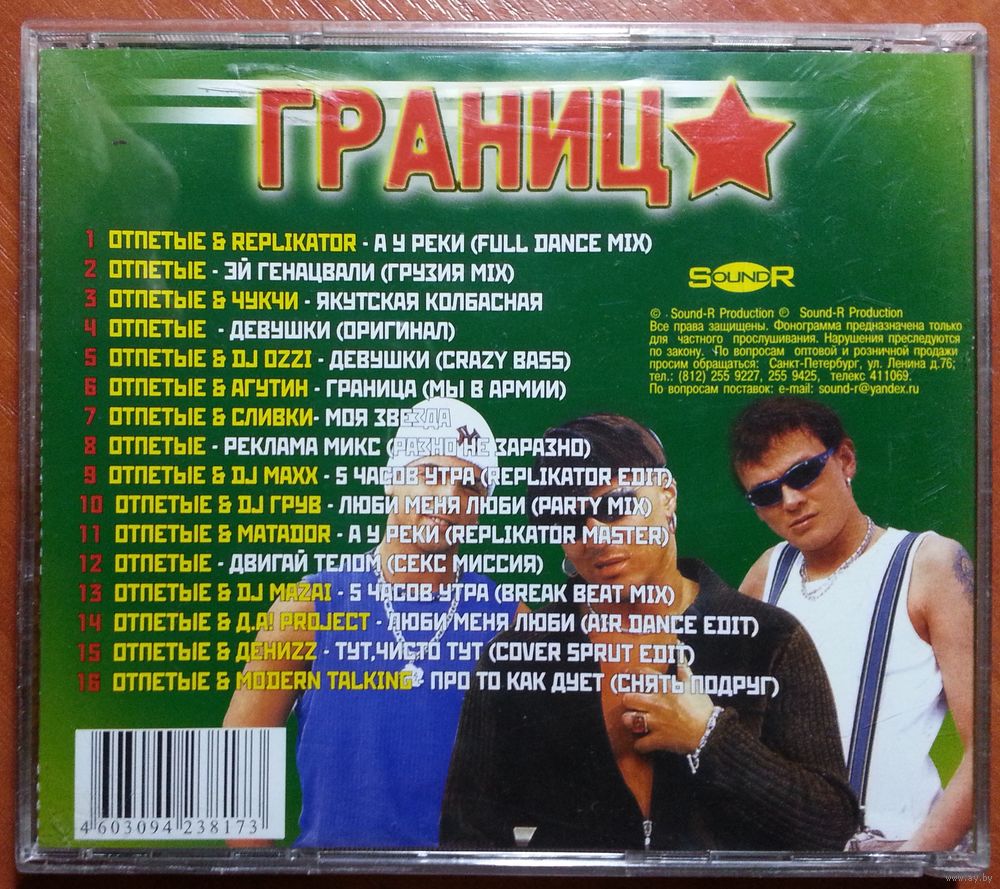 ГРАНИЦ
1 ОТПЕТЫЕ & REPLIKATOR - А У РЕКИ (FULL DANCE MIX)
2 ОТПЕТЫЕ - ЭЙ ГЕНАЦВАЛИ (ГРУЗИЯ MIX)
3 ОТПЕТЫЕ & ЧУКЧИ - ЯКУТСКАЯ КОЛБАСНАЯ
4 ОТПЕТЫЕ - ДЕВУШКИ (ОРИГИНАЛ)
5 ОТПЕТЫЕ & DJ OZZI - ДЕВУШКИ (CRAZY BASS)
6 ОТПЕТЫЕ & АГУТИН - ГРАНИЦА (МЫ В АРМИИ)
7 ОТПЕТЫЕ & СЛИВКИ- МОЯ ЗВЕЗДА
8 ОТПЕТЫЕ - РЕКЛАМА МИКС (РАЗНО НЕ ЗАРАЗНО)
9 ОТПЕТЫЕ & DJ MAXX - 5 ЧАСОВ УТРА (REPLIKATOR EDIT)
10 ОТПЕТЫЕ & DJ ГРУВ - ЛЮБИ МЕНЯ ЛЮБИ (PARTY MIX)
11 ОТПЕТЫЕ & MATADOR - А У РЕКИ (REPLIKATOR MASTER)
12 ОТПЕТЫЕ - ДВИГАЙ ТЕЛОМ (СЕКС МИССИЯ)
13 ОТПЕТЫЕ & DJ MAZAI - 5 ЧАСОВ УТРА (BREAK BEAT MIX)
14 ОТПЕТЫЕ & Д.А! PROJECT - ЛЮБИ МЕНЯ ЛЮБИ (AIR DANCE EDIT)
15 ОТПЕТЫЕ & ДЕНИZZ - ТУТ,ЧИСТО ТУТ (COVER SPRUT EDIT)
16 ОТПЕТЫЕ & MODERN TALKING- ПРО ТО КАК ДУЕТ (СНЯТЬ ПОДРУГ)
SOUND R
© Sound-R Production ℗ Sound-R Production
Все права защищены. Фонограмма предназначена только
для частного прослушивания. Нарушения преследуются
по закону. По вопросам оптовой и розничной продажи
просим обращаться: Санкт-Петербург, ул. Ленина д.76;
тел.: (812) 255 9227, 255 9425, телекс 411069.
По вопросам поставок: e-mail: sound-r@yandex.ru
NY
4 603094 238173
www.ay.by